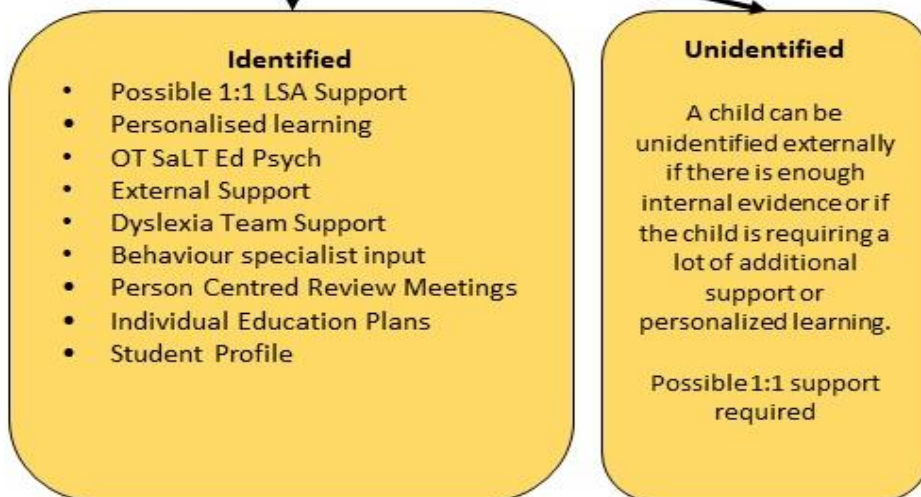 Identified
• Possible 1:1 LSA Support
• Personalised learning
• OT SaLT Ed Psych
• External Support
• Dyslexia Team Support
• Behaviour specialist input
• Person Centred Review Meetings
• Individual Education Plans
• Student Profile
Unidentified
A child can be
unidentified externally
if there is enough
internal evidence or if
the child is requiring a
lot of additional
support or
personalized learning.
Possible 1:1 support
required